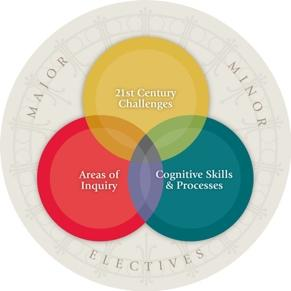 MAJOR
MINOR
21st Century
Challenges
Areas of
Inquiry
Cognitive Skills
& Processes
ELECTIVES